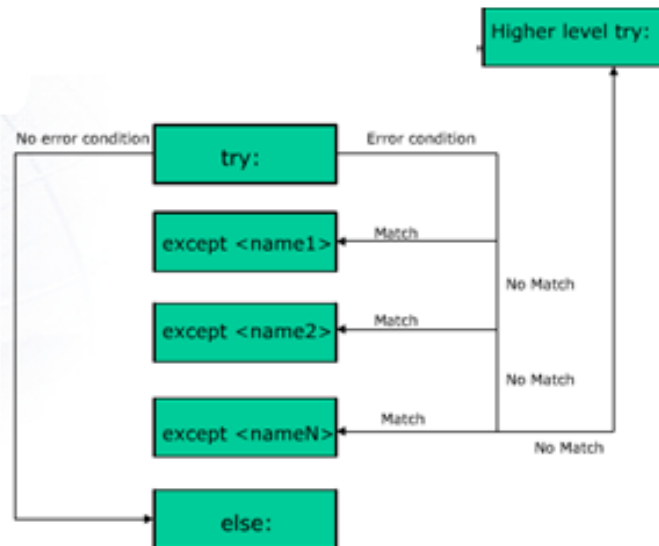 Higher level try:
No error condition
try:
Error condition
except <name1>
Match
No Match
except <name2>
Match
No Match
except <nameN>
Match
No Match
else: